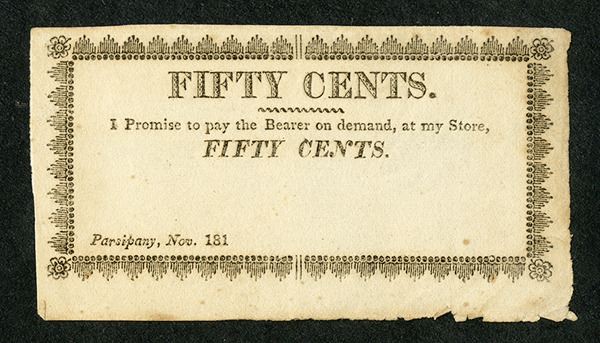 FIFTY CENTS.
I Promise to pay the Bearer on demand, at my Store,
FIFTY CENTS.
Parsipany, Nov. 181